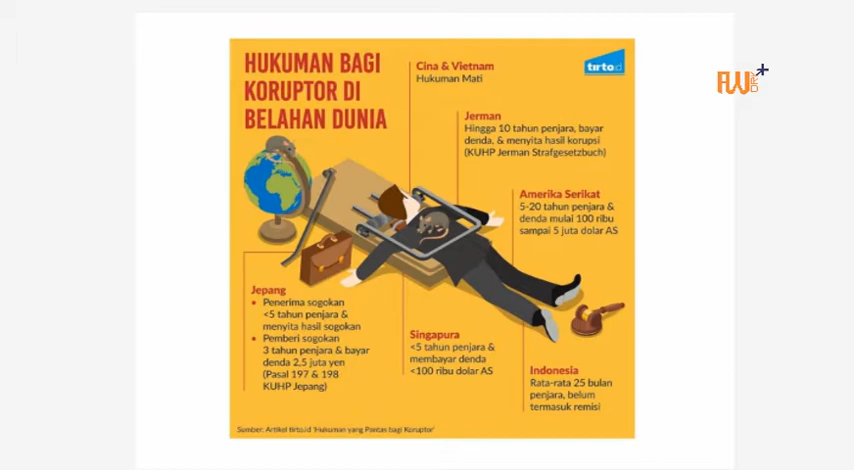 HUKUMAN BAGI
KORUPTOR DI
BELAHAN DUNIA
Cina & Vietnam
Hukuman Mati
tirto.id
Jerman
Hingga 10 tahun penjara, bayar
denda, & menyita hasil korupsi
(KUHP Jerman Strafgesetzbuch)
Amerika Serikat
5-20 tahun penjara &
denda mulai 100 ribu
sampai 5 juta dolar AS
Jepang
• Penerima sogokan
<5 tahun penjara &
menyita hasil sogokan
• Pemberi sogokan
3 tahun penjara & bayar
denda 2,5 juta yen
(Pasal 197 & 198
KUHP Jepang)
Singapura
<5 tahun penjara &
membayar denda
<100 ribu dolar AS
Indonesia
Rata-rata 25 bulan
penjara, belum
termasuk remisi
Sumber: Artikel tirto.id 'Hukuman yang Pantas bagi Koruptor'